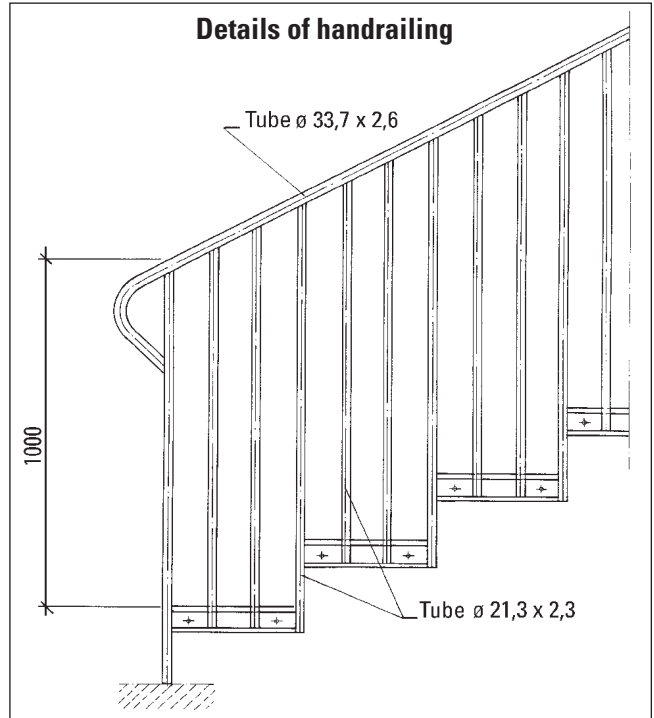 Details of handrailing
Tube ø 33,7 x 2,6
1000
Tube ø 21,3 x 2,3